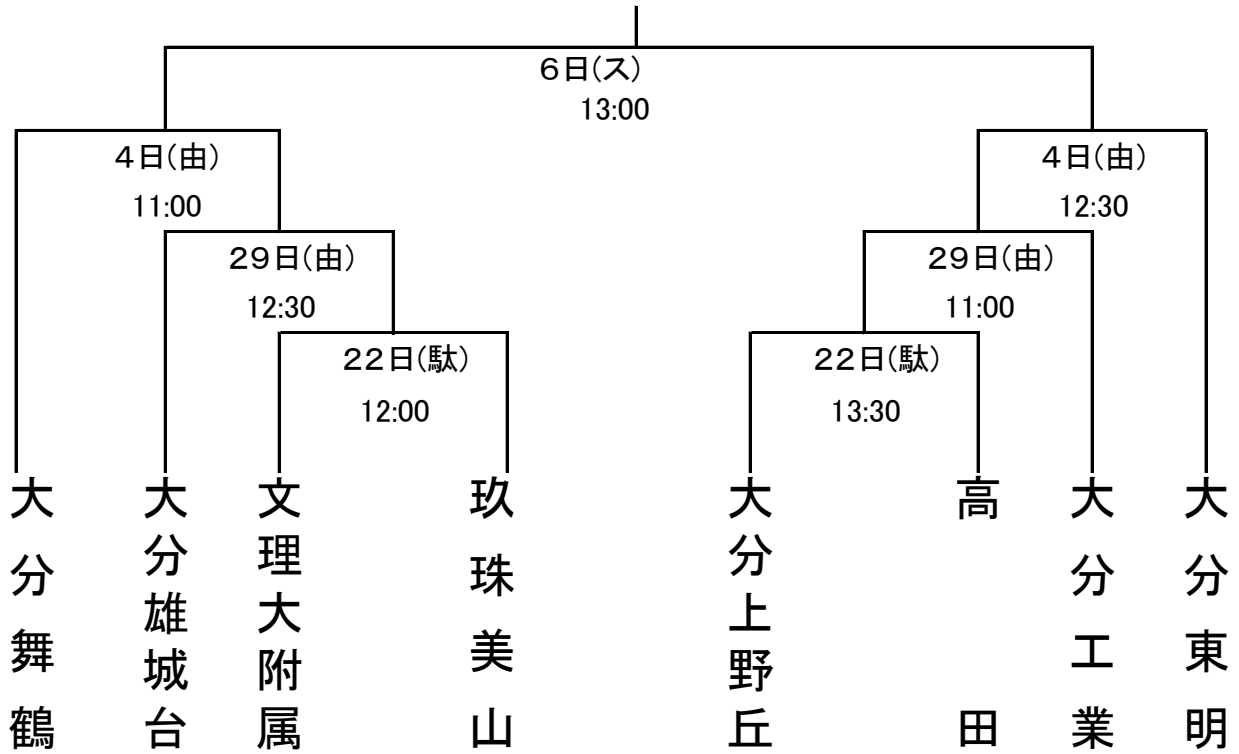 6日(ス)
13:00
4日(由)
11:00
4日(由)
12:30
29日(由)
12:30
29日(由)
11:00
22日(駄)
12:00
22日(駄)
13:30
大分舞鶴
大分雄城台
文理大附属
玖珠美山
大分上野丘
高田
大分工業
大分東明